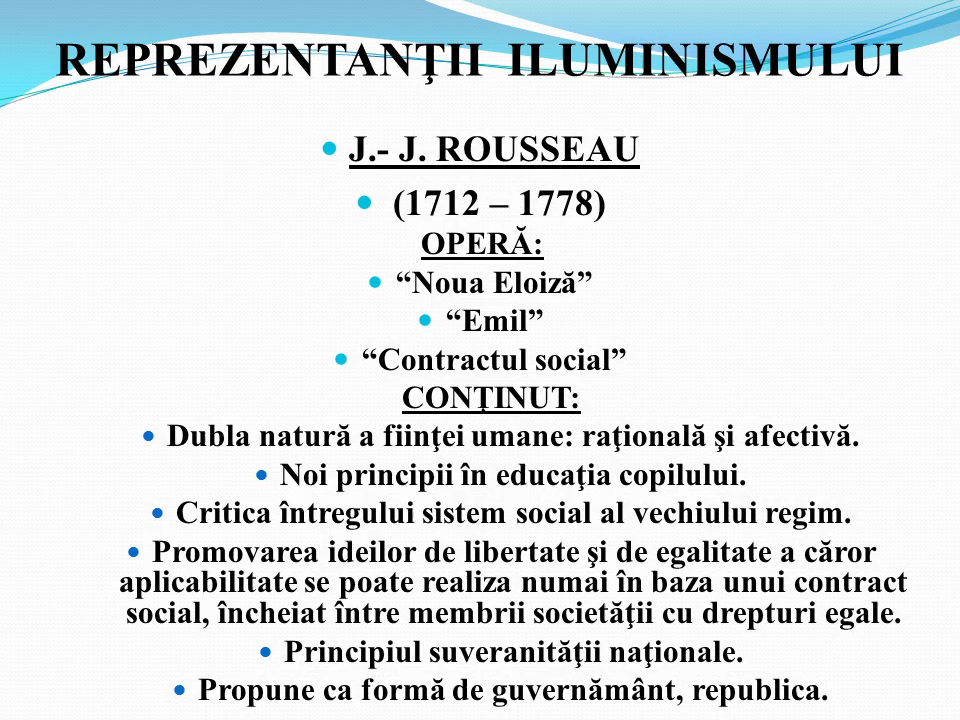 REPREZENTANŢII ILUMINISMULUI
J.- J. ROUSSEAU
(1712 – 1778)
OPERĂ:
“Noua Eloiză”
“Emil”
“Contractul social”
CONŢINUT:
Dubla natură a fiinţei umane: raţională şi afectivă.
Noi principii în educaţia copilului.
Critica întregului sistem social al vechiului regim.
Promovarea ideilor de libertate şi de egalitate a căror
aplicabilitate se poate realiza numai în baza unui contract
social, încheiat între membrii societăţii cu drepturi egale.
Principiul suveranităţii naţionale.
Propune ca formă de guvernământ, republica.